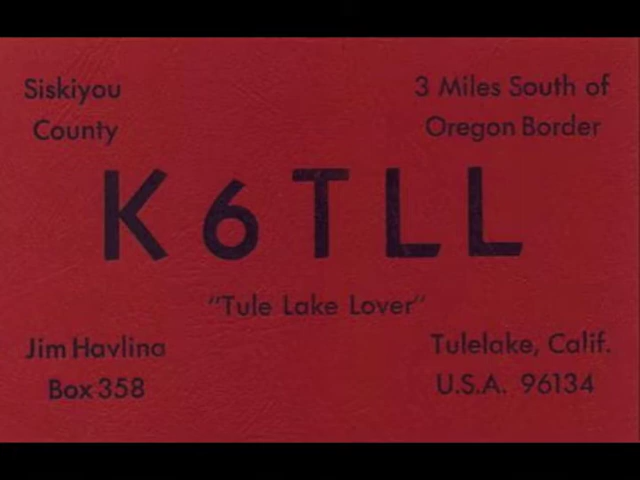 Siskiyou
County
3 Miles South of
Oregon Border
K6TLL
"Tule Lake Lover"
Jim Havlina
Box 358
Tulelake, Calif.
U.S.A. 96134